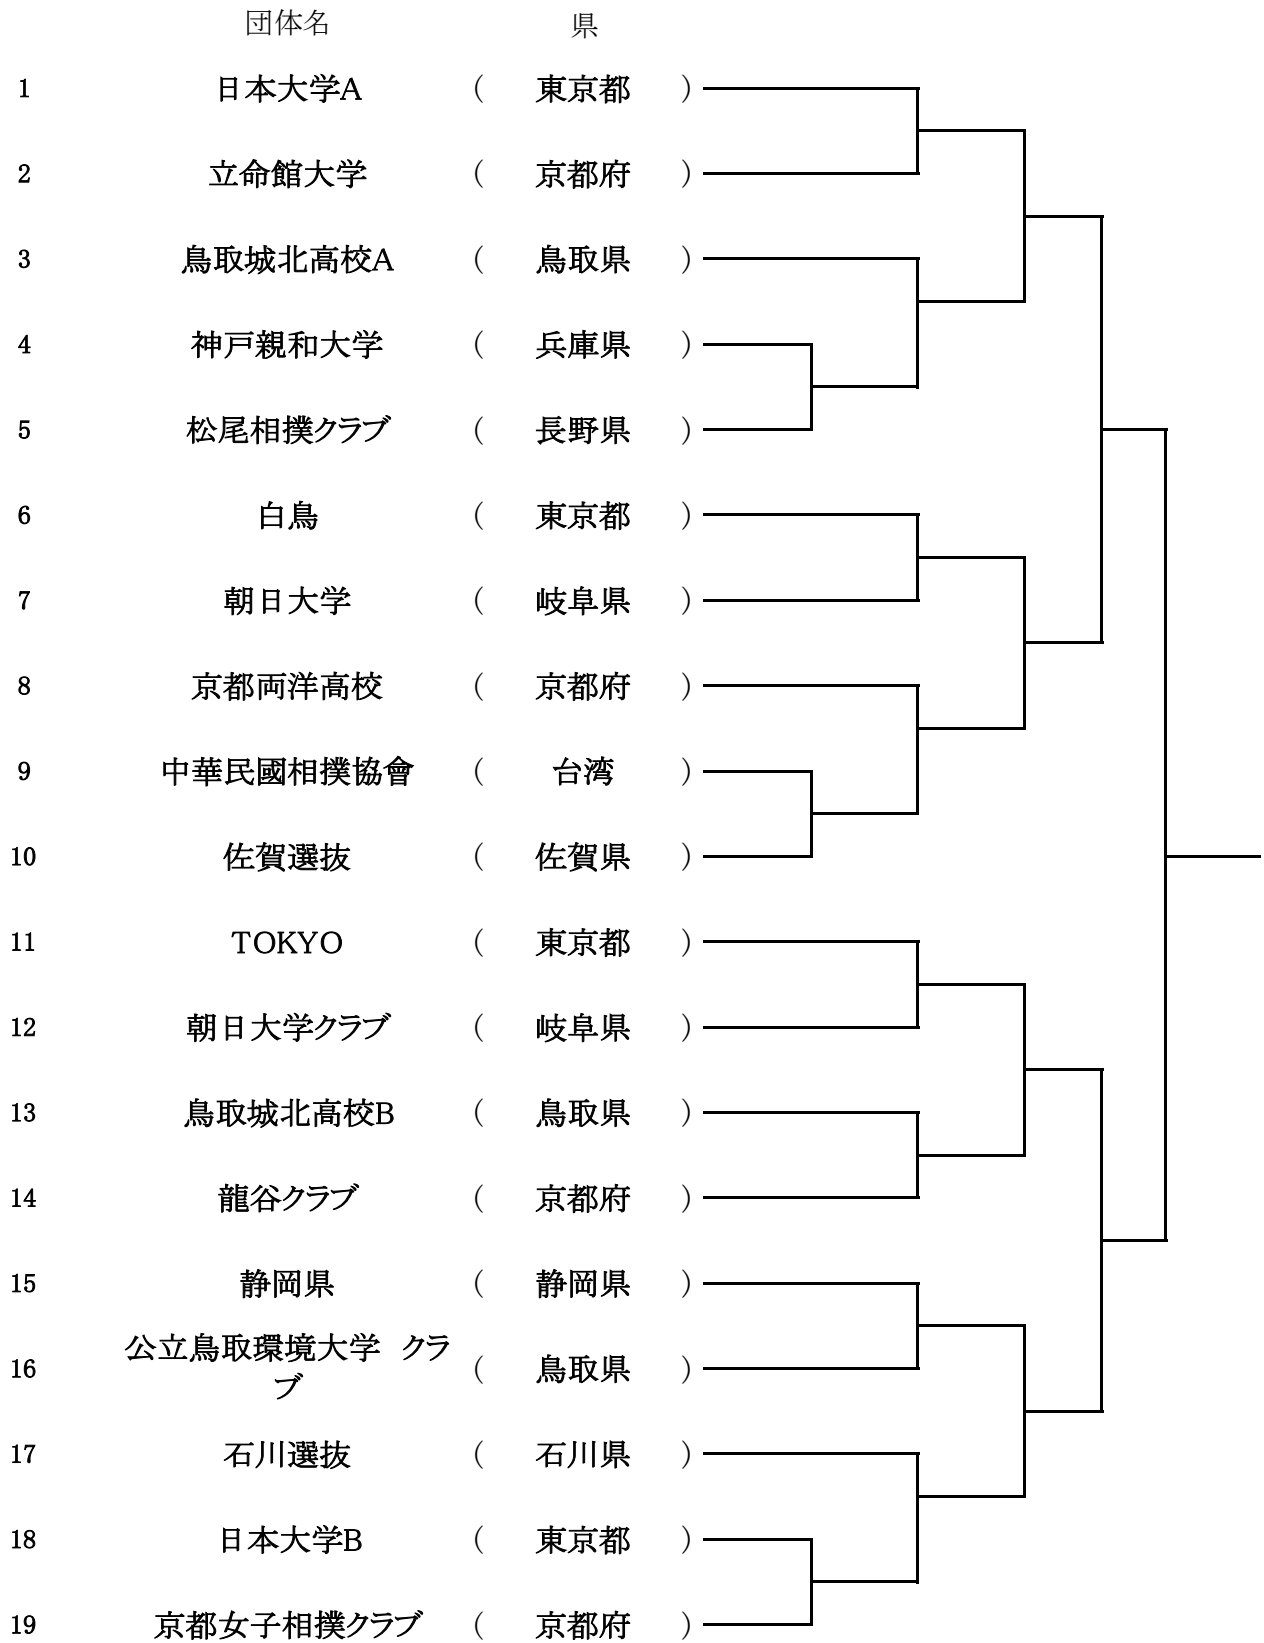 団体名 県
1 日本大学A ( 東京都 )
2 立命館大学 ( 京都府 )
3 鳥取城北高校A ( 鳥取県 )
4 神戸親和大学 ( 兵庫県 )
5 松尾相撲クラブ ( 長野県 )
6 白鳥 ( 東京都 )
7 朝日大学 ( 岐阜県 )
8 京都両洋高校 ( 京都府 )
9 中華民國相撲協會 ( 台湾 )
10 佐賀選抜 ( 佐賀県 )
11 TOKYO ( 東京都 )
12 朝日大学クラブ ( 岐阜県 )
13 鳥取城北高校B ( 鳥取県 )
14 龍谷クラブ ( 京都府 )
15 静岡県 ( 静岡県 )
公立鳥取環境大学　クラ
16 ( 鳥取県 )
ブ
17 石川選抜 ( 石川県 )
18 日本大学B ( 東京都 )
19 京都女子相撲クラブ ( 京都府 )